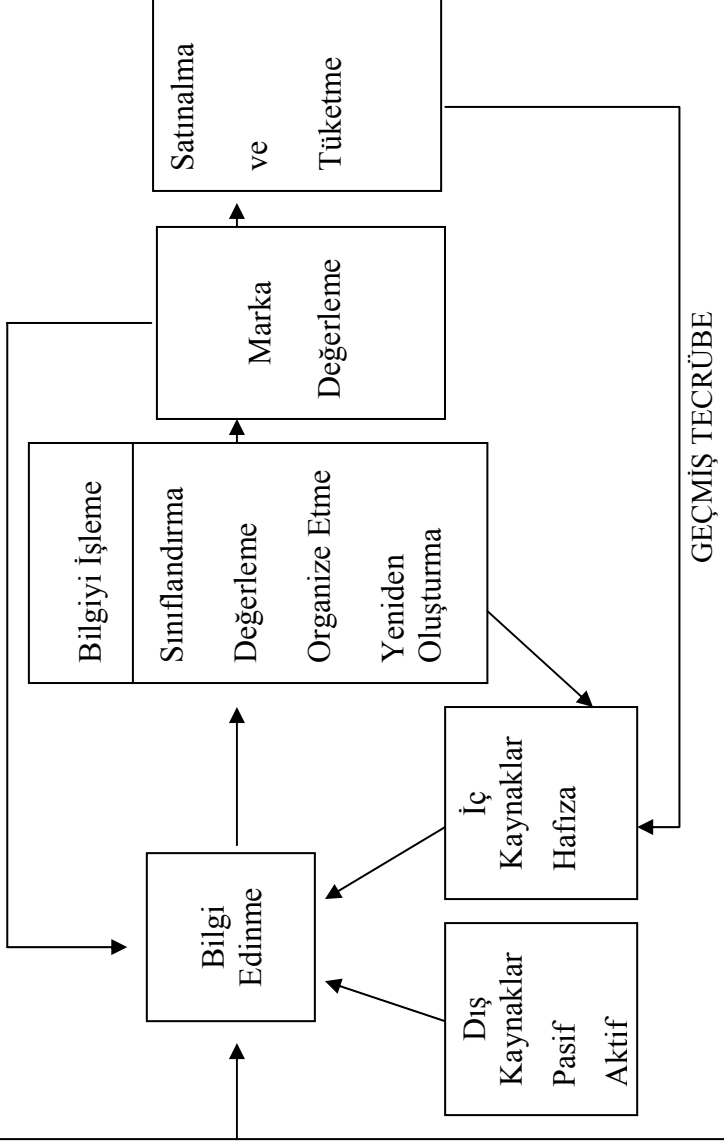 Bilgi
Edinme
Dış
Kaynaklar
Pasif
Aktif
İç
Kaynaklar
Hafıza
Bilgiyi İşleme
Sınıflandırma
Değerleme
Organize Etme
Yeniden
Oluşturma
Marka
Değerleme
Satınalma
ve
Tüketme
GEÇMİŞ TECRÜBE